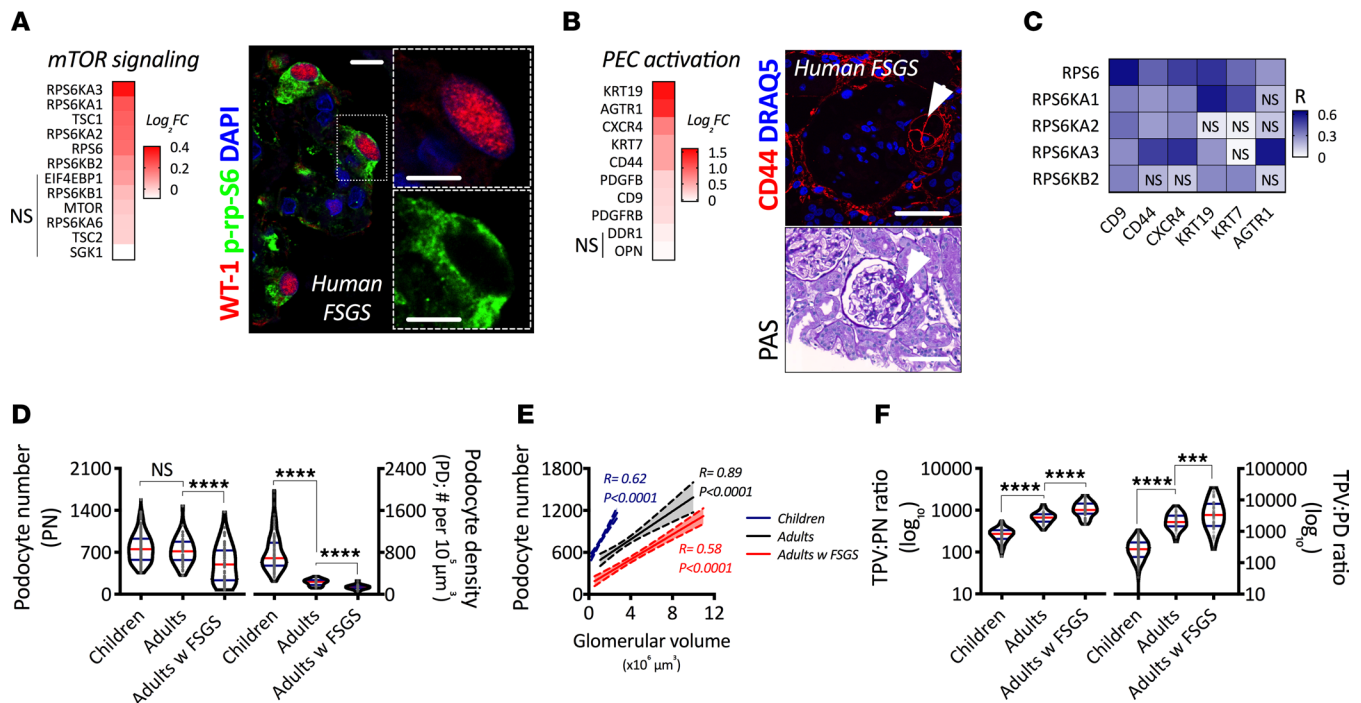 A
mTOR signaling
RPS6KA3
RPS6KA1
TSC1
RPS6KA2
RPS6
RPS6KB2
EIF4EBP1
RPS6KB1
MTOR
RPS6KA6
TSC2
SGK1
NS
Log₂FC
0.4
0.2
0
WT-1 p-rp-S6 DAPI
Human
FSGS
B
PEC activation
KRT19
AGTR1
CXCR4
KRT7
CD44
PDGFB
CD9
PDGFRB
DDR1
OPN
NS
Log₂FC
1.5
1.0
0.5
0
CD44 DRAQ5
Human FSGS
PAS
C
RPS6
RPS6KA1
NS
RPS6KA2
NS NS NS
RPS6KA3
NS
RPS6KB2
NS NS NS
CD9
CD44
CXCR4
KRT19
KRT7
AGTR1
R
0.6
0.3
0
D
Podocyte number
(PN)
2100
1400
700
0
NS
****
Children
Adults
Adults w FSGS
****
****
2400
1600
800
0
Podocyte density
(PD; # per 10⁵ µm³)
Children
Adults
Adults w FSGS
E
Podocyte number
1800
1200
600
0
R= 0.62
P<0.0001
R= 0.89
P<0.0001
R= 0.58
P<0.0001
0 4 8 12
Glomerular volume
(x10⁶ µm³)
Children
Adults
Adults w FSGS
F
TPV:PN ratio
(log₁₀)
10000
1000
100
10
****
****
Children
Adults
Adults w FSGS
****
***
100000
10000
1000
100
10
TPV:PD ratio
(log₁₀)
Children
Adults
Adults w FSGS